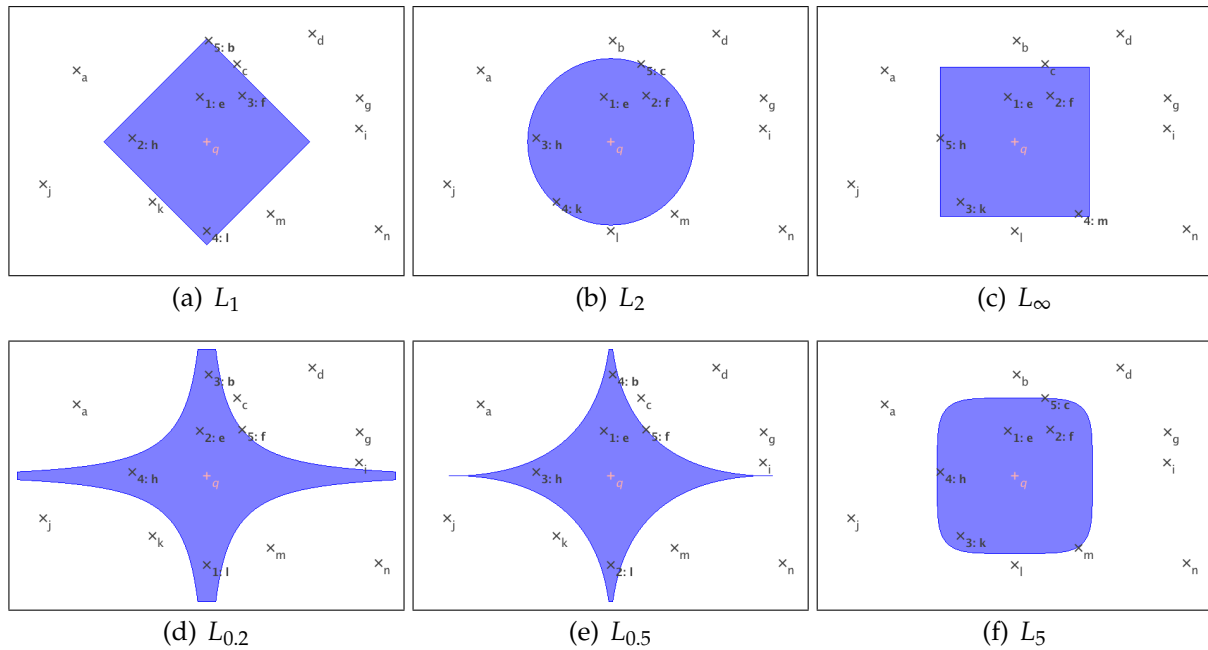 d
5: b
c
a
1: e
3: f
g
i
2: h
q
j
k
m
4: l
n
(a) L1
d
b
5: c
a
1: e
2: f
g
i
3: h
q
j
4: k
m
l
n
(b) L2
d
b
c
a
1: e
2: f
g
i
5: h
q
j
3: k
4: m
l
n
(c) L∞
d
3: b
c
a
2: e
5: f
g
i
4: h
q
j
k
m
1: l
n
(d) L0.2
d
4: b
c
a
1: e
5: f
g
i
3: h
q
j
k
m
2: l
n
(e) L0.5
d
b
5: c
a
1: e
2: f
g
i
4: h
q
j
3: k
m
l
n
(f) L5